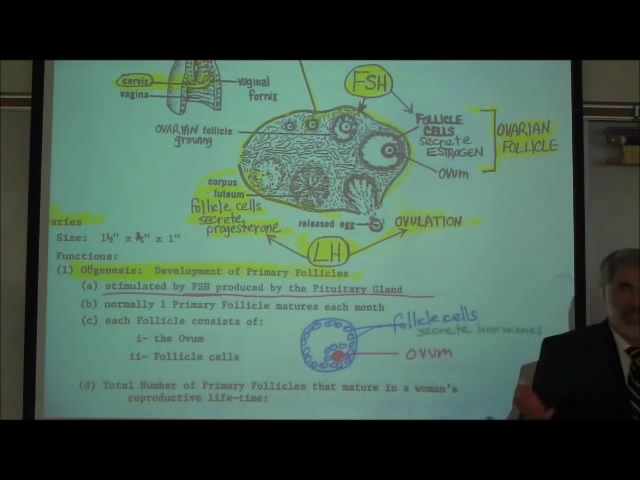 FSH
cervix
vaginal
fornix
vagina
OVARIAN follicle
growing
FOLLICLE
CELLS
secrete
ESTROGEN
OVARIAN
FOLLICLE
OVUM
corpus
luteum
follicle cells
secrete
progesterone
released egg
OVULATION
LH
varies
Size: 1½" x ¾" x 1"
Functions:
(1) OOgenesis: Development of Primary Follicles
(a) stimulated by FSH produced by the Pituitary Gland
(b) normally 1 Primary Follicle matures each month
(c) each Follicle consists of:
i- the Ovum
ii- Follicle cells
follicle cells
secrete hormones
OVUM
(d) Total Number of Primary Follicles that mature in a woman's
reproductive life-time: